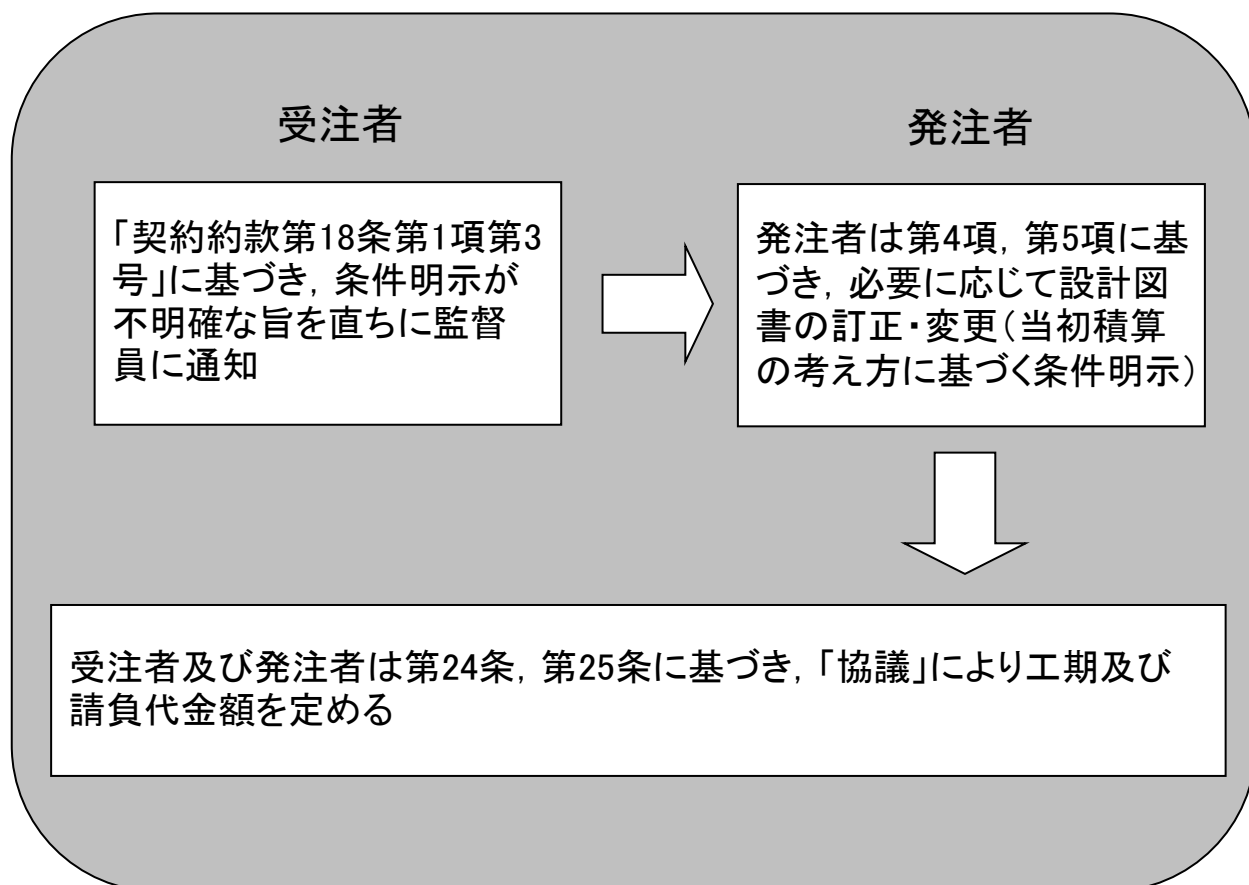 受注者
発注者
「契約約款第18条第1項第3
号」に基づき，条件明示が
不明確な旨を直ちに監督
員に通知
発注者は第4項，第5項に基
づき，必要に応じて設計図
書の訂正・変更（当初積算
の考え方に基づく条件明示）
受注者及び発注者は第24条，第25条に基づき，「協議」により工期及び
請負代金額を定める